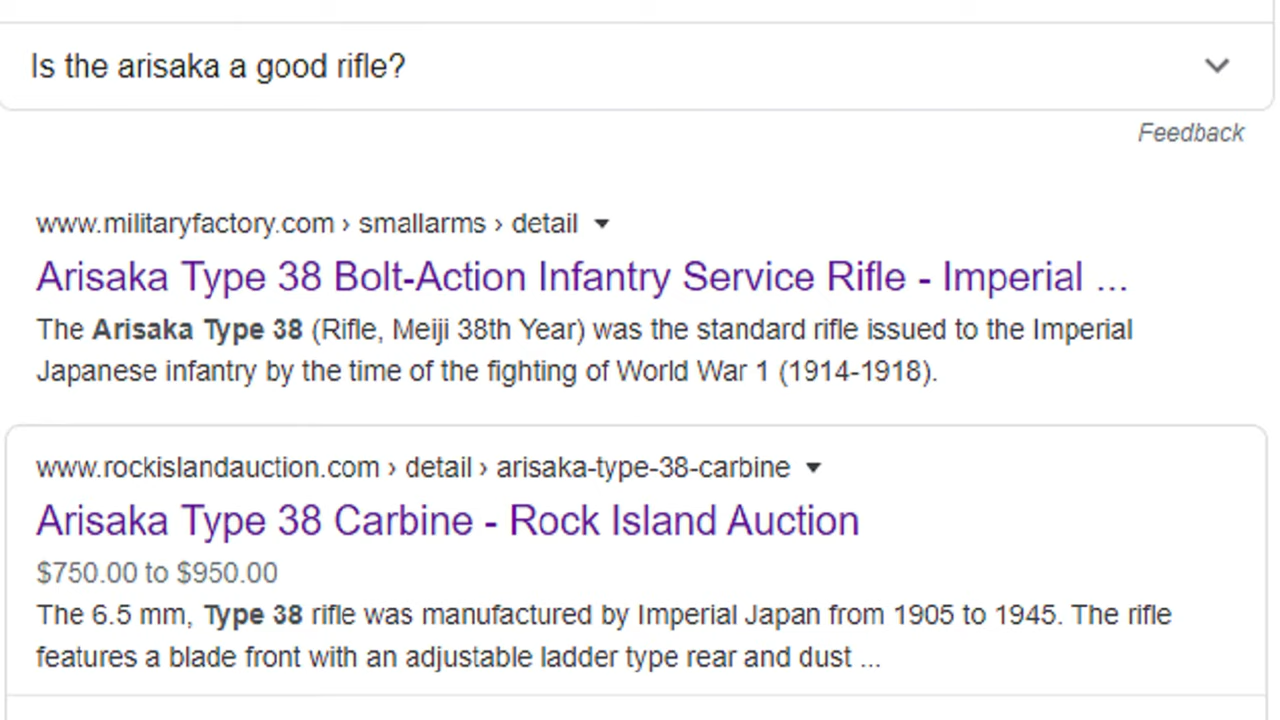 Is the arisaka a good rifle?
Feedback
www.militaryfactory.com › smallarms › detail
Arisaka Type 38 Bolt-Action Infantry Service Rifle - Imperial ...
The Arisaka Type 38 (Rifle, Meiji 38th Year) was the standard rifle issued to the Imperial
Japanese infantry by the time of the fighting of World War 1 (1914-1918).
www.rockislandauction.com › detail › arisaka-type-38-carbine
Arisaka Type 38 Carbine - Rock Island Auction
$750.00 to $950.00
The 6.5 mm, Type 38 rifle was manufactured by Imperial Japan from 1905 to 1945. The rifle
features a blade front with an adjustable ladder type rear and dust ...